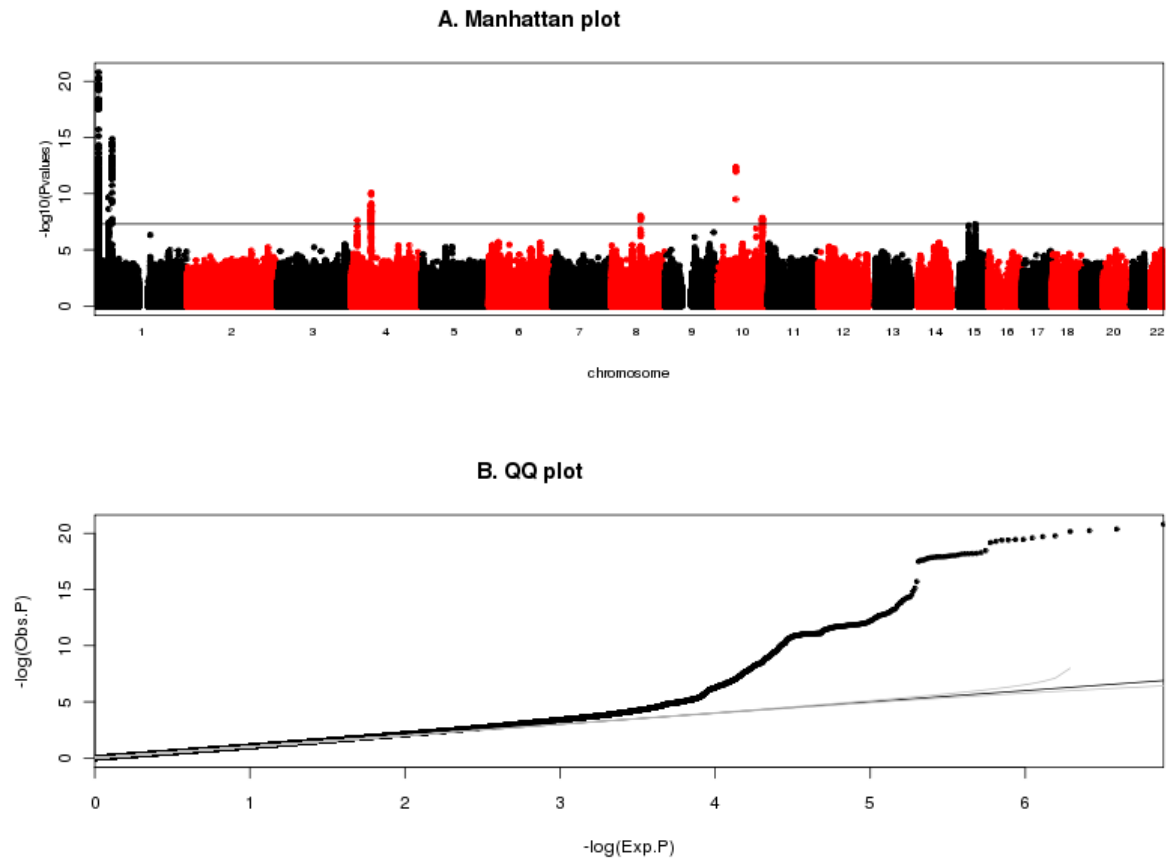 A. Manhattan plot
-log10(Pvalues)
20
15
10
5
0
1 2 3 4 5 6 7 8 9 10 11 12 13 14 15 16 17 18 20 22
chromosome
B. QQ plot
-log(Obs.P)
20
15
10
5
0
0 1 2 3 4 5 6
-log(Exp.P)